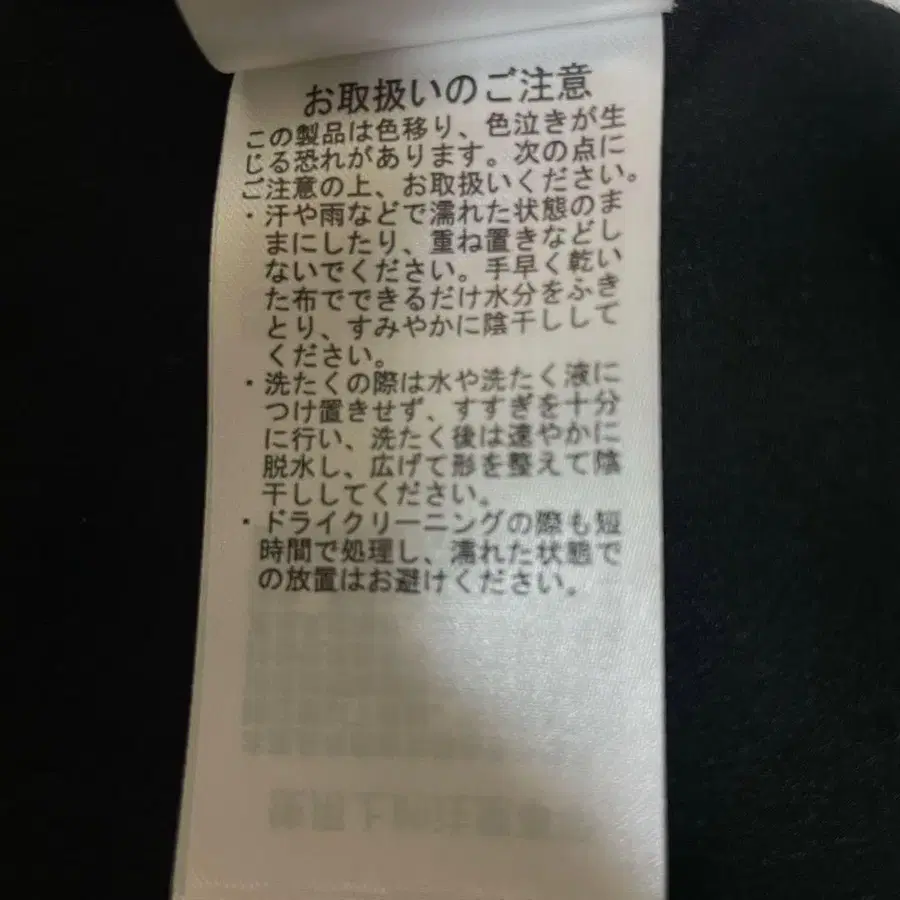 お取扱いのご注意
この製品は色移り、色泣きが生
じる恐れがあります。次の点に
ご注意の上、お取扱いください。
・汗や雨などで濡れた状態のま
まにしたり、重ね置きなどし
ないでください。手早く乾い
た布でできるだけ水分をふき
とり、すみやかに陰干しして
ください。
・洗たくの際は水や洗たく液に
つけ置きせず、すすぎを十分
に行い、洗たく後は速やかに
脱水し、広げて形を整えて陰
干ししてください。
・ドライクリーニングの際も短
時間で処理し、濡れた状態で
の放置はお避けください。